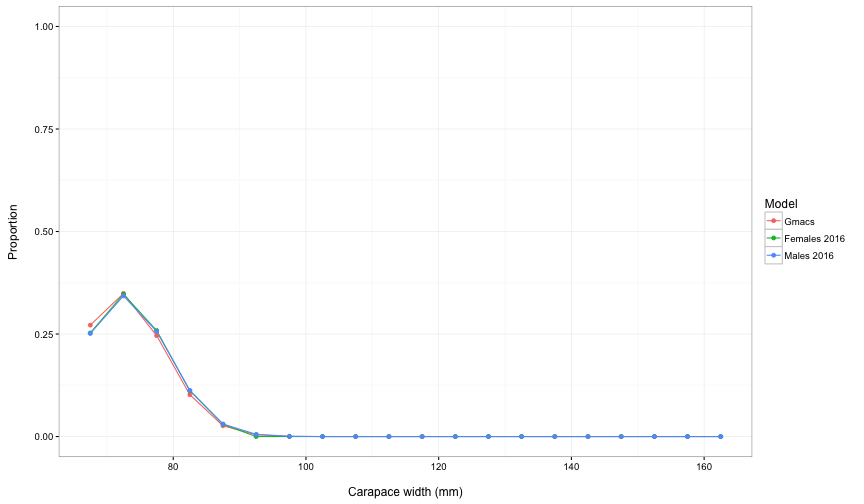 1.00
0.75
0.50
0.25
0.00
Proportion
80
100
120
140
160
Carapace width (mm)
Model
Gmacs
Females 2016
Males 2016